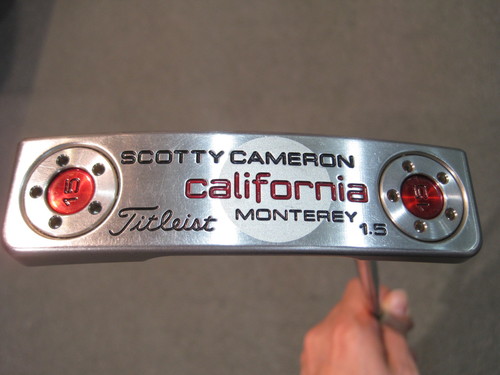 SCOTTY CAMERON
california
MONTEREY
Titleist
1.5
15
15